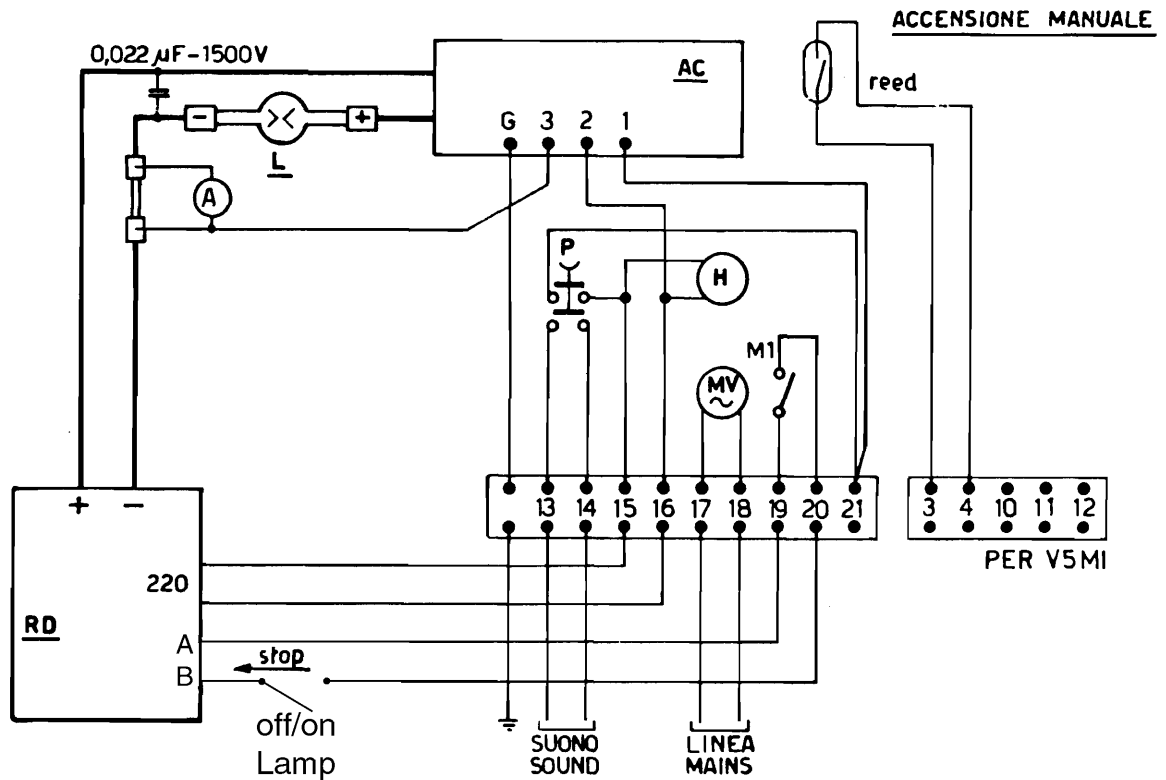 ACCENSIONE MANUALE
0,022 µF-1500V
AC
reed
- +
G 3 2 1
L
A
P
H
M1
MV
+ -
13 14 15 16 17 18 19 20 21
3 4 10 11 12
PER V5MI
220
RD
A
stop
B
off/on
Lamp
SUONO
SOUND
LINEA
MAINS